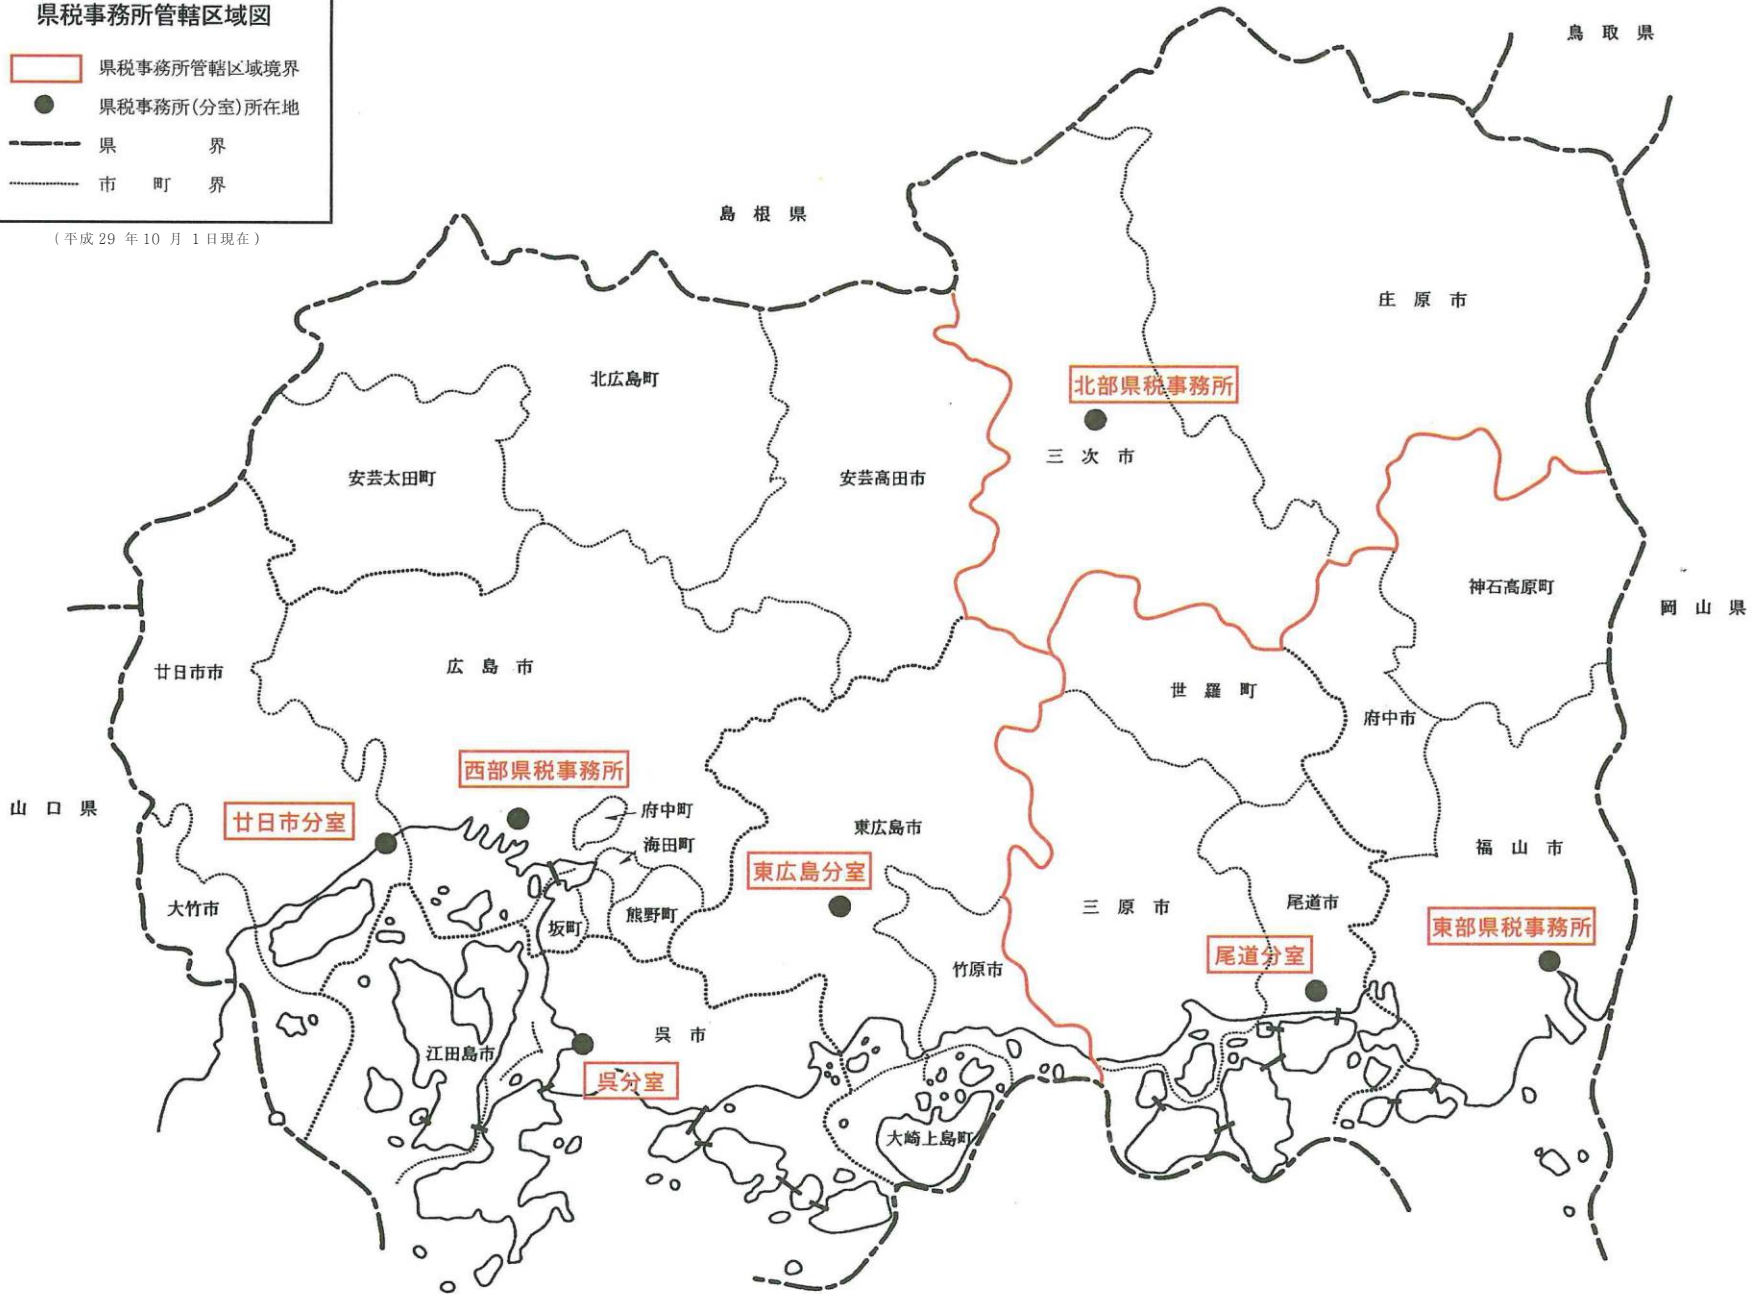 県税事務所管轄区域図
県税事務所管轄区域境界
県税事務所(分室)所在地
県　界
市　町　界
(平成29 年10 月 1日現在)
鳥 取 県
島 根 県
庄 原 市
北広島町
北部県税事務所
三 次 市
安芸太田町
安芸高田市
神石高原町
岡 山 県
廿日市市
広 島 市
世 羅 町
府中市
西部県税事務所
山 口 県
廿日市分室
府中町
海田町
東広島市
福 山 市
東広島分室
大竹市
坂町
熊野町
三 原 市
尾道市
東部県税事務所
尾道分室
竹原市
呉 市
江田島市
呉分室
大崎上島町